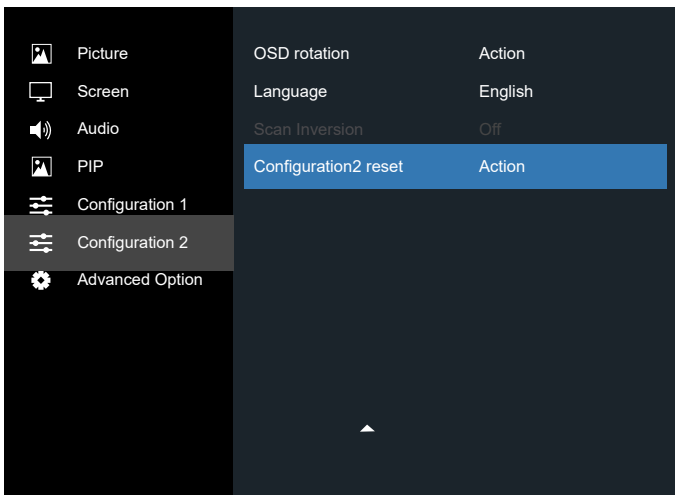 Picture
Screen
Audio
PIP
Configuration 1
Configuration 2
Advanced Option
OSD rotation Action
Language English
Scan Inversion Off
Configuration2 reset Action